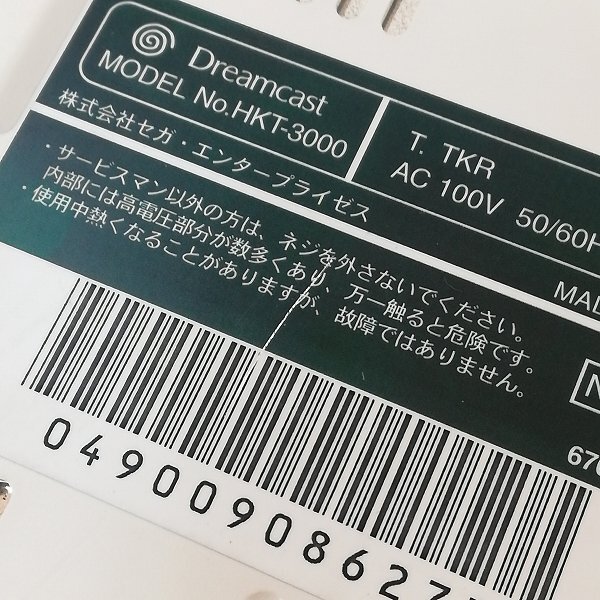 Dreamcast
MODEL No.HKT-3000
T. TKR
AC 100V 50/60H
株式会社セガ・エンタープライゼス
・サービスマン以外の方は、ネジを外さないでください。
内部には高電圧部分が数多くあり、万一触ると危険です。
・使用中熱くなることがありますが、故障ではありません。
MAD
N
670
04900908627